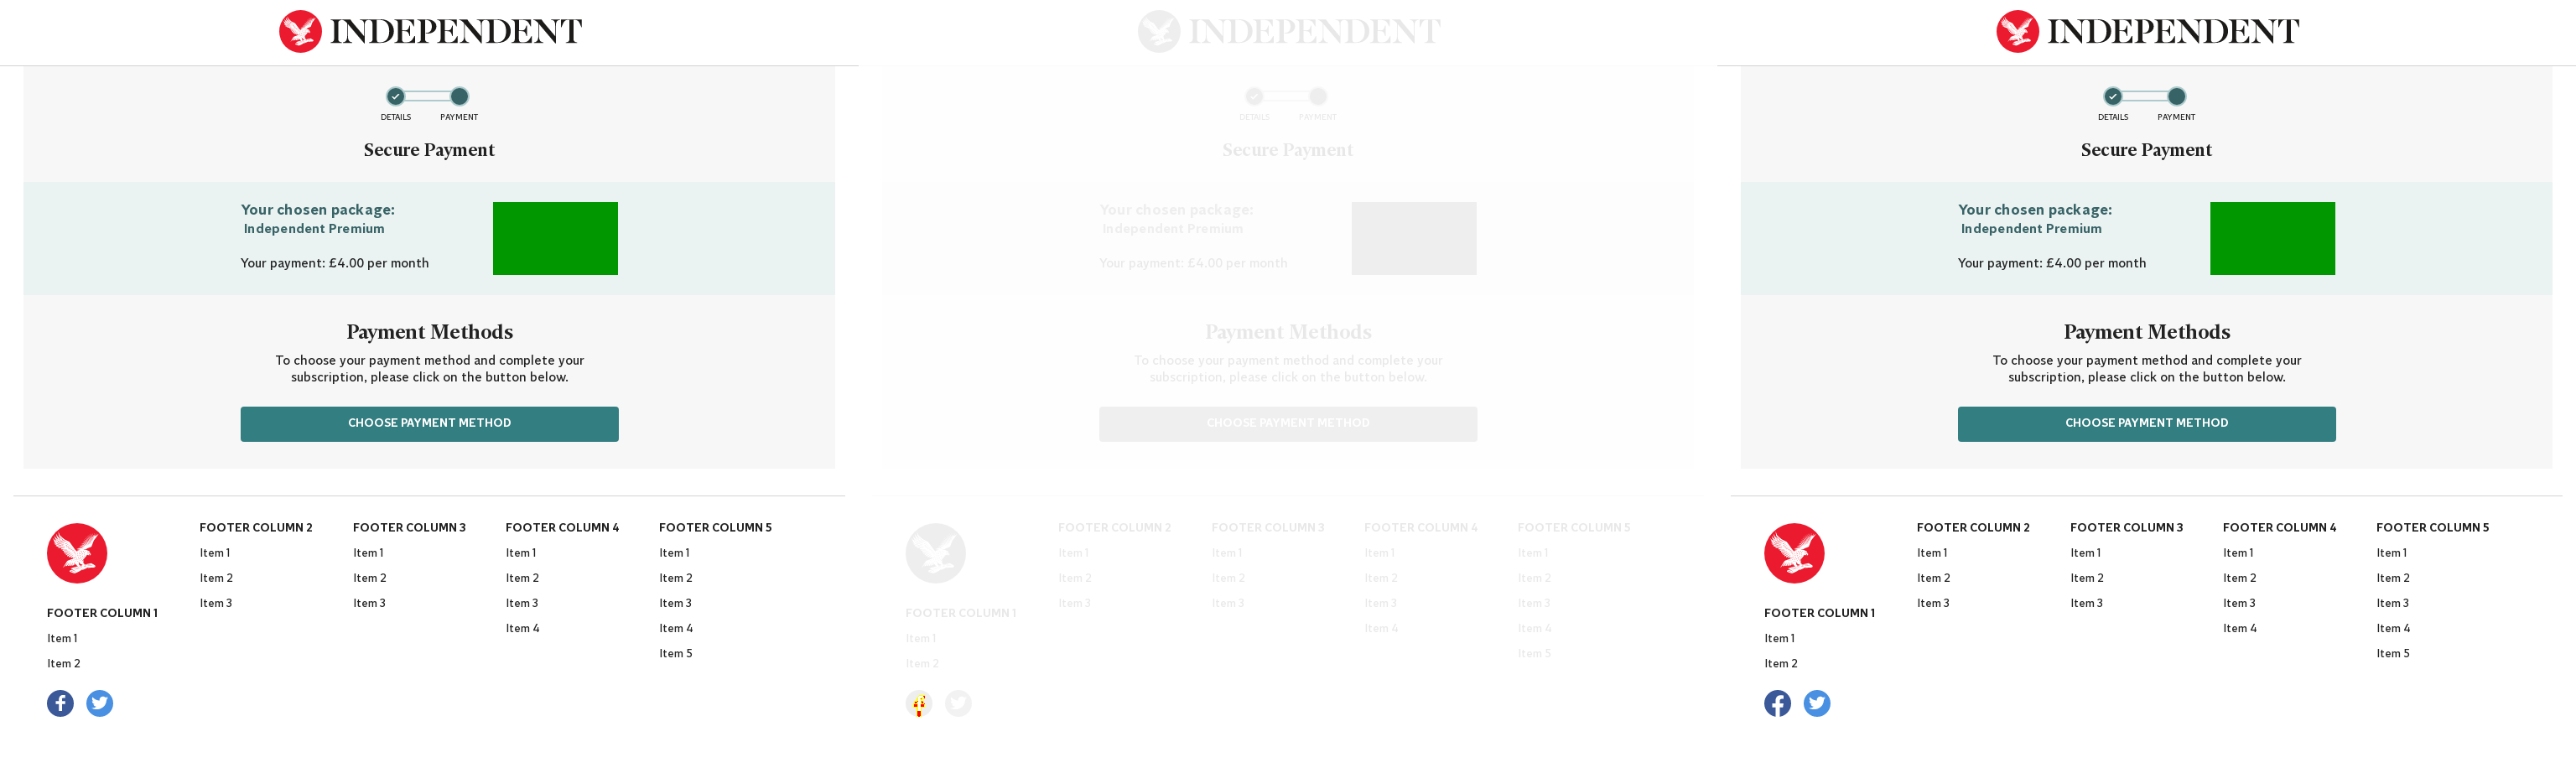 INDEPENDENT
DETAILS PAYMENT
Secure Payment
Your chosen package:
Independent Premium
Your payment: £4.00 per month
Payment Methods
To choose your payment method and complete your
subscription, please click on the button below.
CHOOSE PAYMENT METHOD
FOOTER COLUMN 1
Item 1
Item 2
FOOTER COLUMN 2
Item 1
Item 2
Item 3
FOOTER COLUMN 3
Item 1
Item 2
Item 3
FOOTER COLUMN 4
Item 1
Item 2
Item 3
Item 4
FOOTER COLUMN 5
Item 1
Item 2
Item 3
Item 4
Item 5
INDEPENDENT
DETAILS PAYMENT
Secure Payment
Your chosen package:
Independent Premium
Your payment: £4.00 per month
Payment Methods
To choose your payment method and complete your
subscription, please click on the button below.
CHOOSE PAYMENT METHOD
FOOTER COLUMN 1
Item 1
Item 2
FOOTER COLUMN 2
Item 1
Item 2
Item 3
FOOTER COLUMN 3
Item 1
Item 2
Item 3
FOOTER COLUMN 4
Item 1
Item 2
Item 3
Item 4
FOOTER COLUMN 5
Item 1
Item 2
Item 3
Item 4
Item 5
INDEPENDENT
DETAILS PAYMENT
Secure Payment
Your chosen package:
Independent Premium
Your payment: £4.00 per month
Payment Methods
To choose your payment method and complete your
subscription, please click on the button below.
CHOOSE PAYMENT METHOD
FOOTER COLUMN 1
Item 1
Item 2
FOOTER COLUMN 2
Item 1
Item 2
Item 3
FOOTER COLUMN 3
Item 1
Item 2
Item 3
FOOTER COLUMN 4
Item 1
Item 2
Item 3
Item 4
FOOTER COLUMN 5
Item 1
Item 2
Item 3
Item 4
Item 5